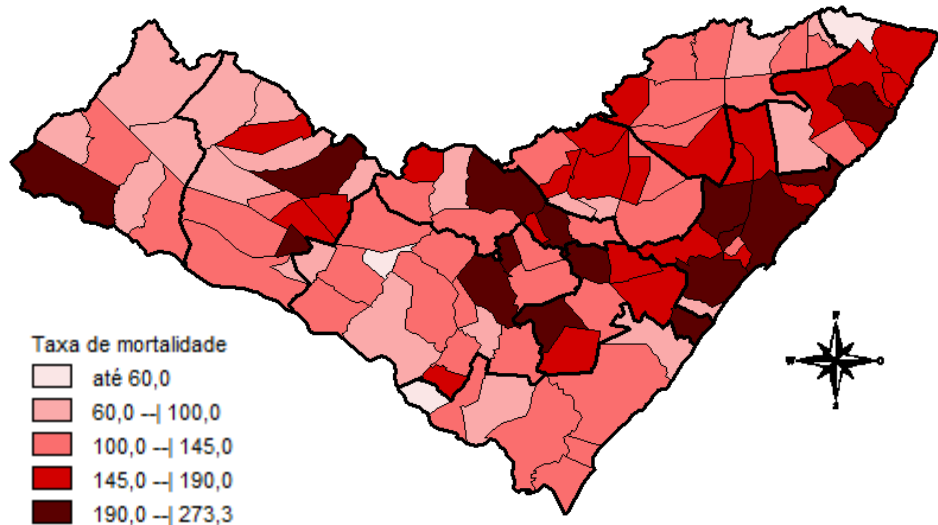 Taxa de mortalidade
até 60,0
60,0 --| 100,0
100,0 --| 145,0
145,0 --| 190,0
190,0 --| 273,3